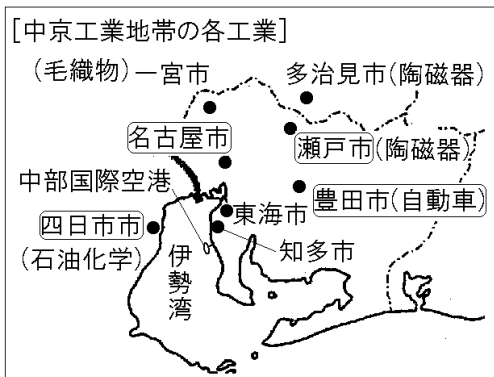 [中京工業地帯の各工業]
(毛織物)一宮市
多治見市(陶磁器)
名古屋市
瀬戸市(陶磁器)
中部国際空港
豊田市(自動車)
四日市市
東海市
(石油化学)
伊勢湾
知多市